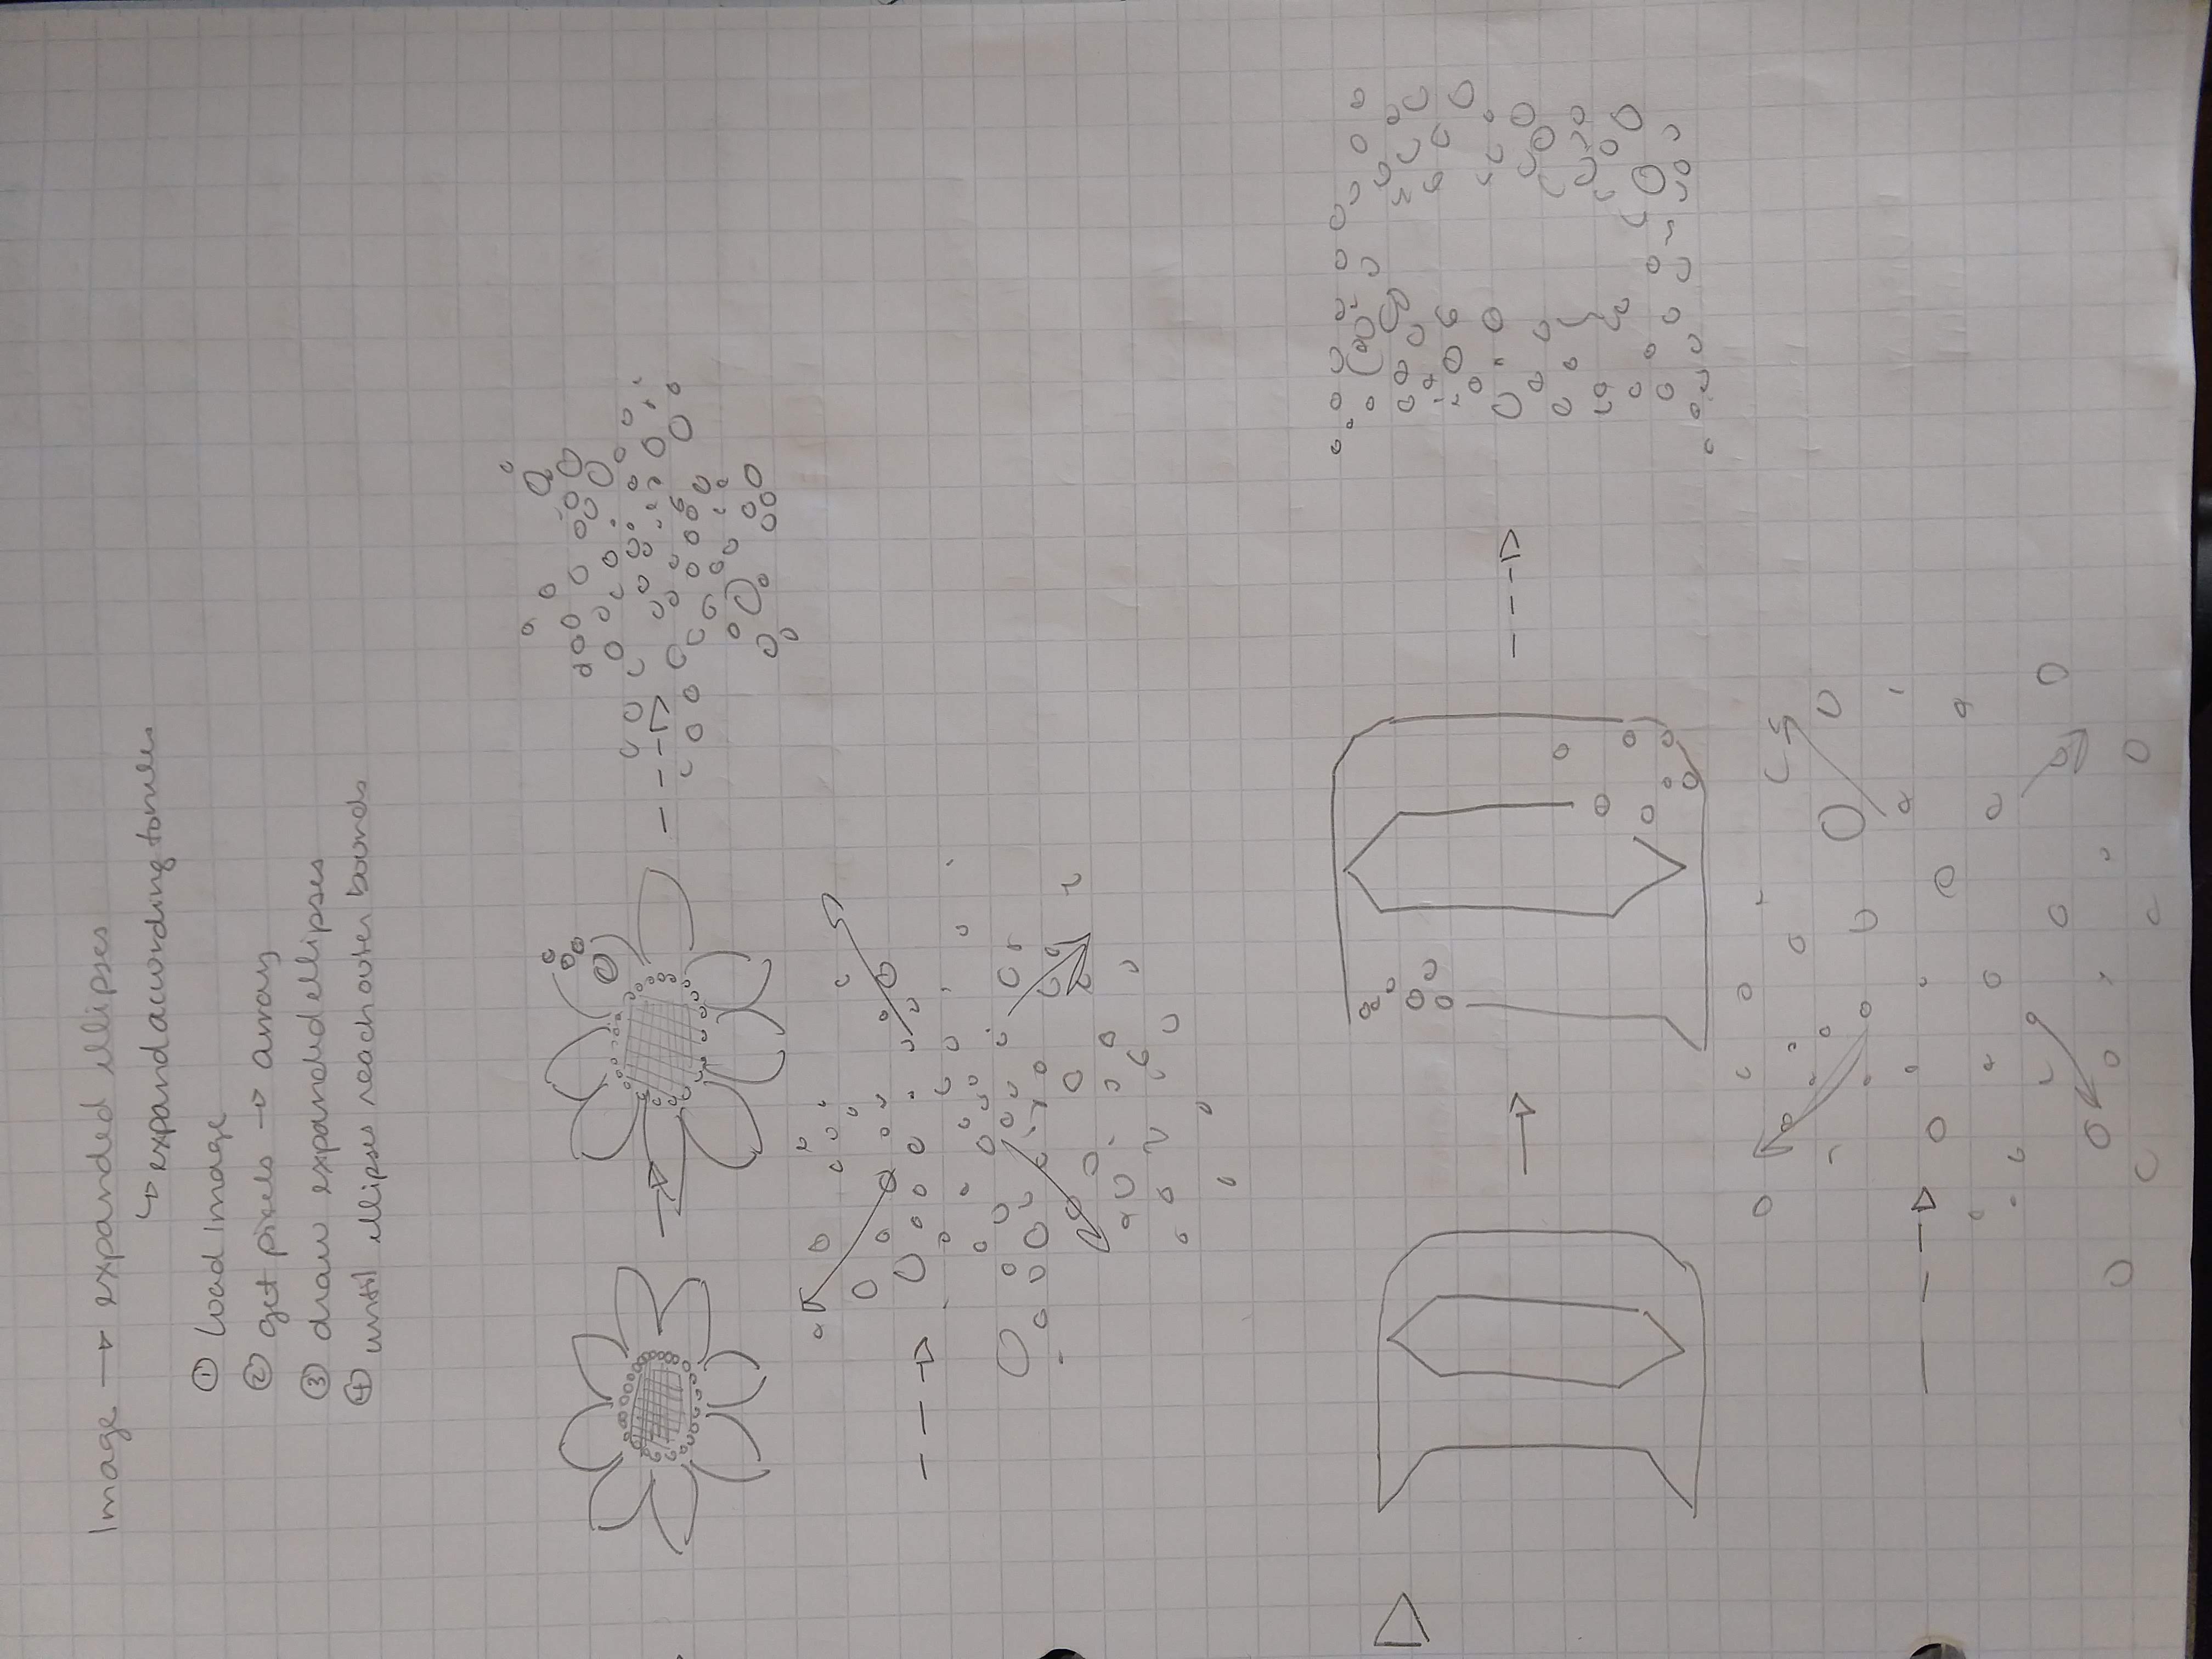 Image → expanded ellipses
↳ expand according to rules
① load Image
② get pixels → array
③ draw expanded ellipses
④ until ellipses reach outer bounds